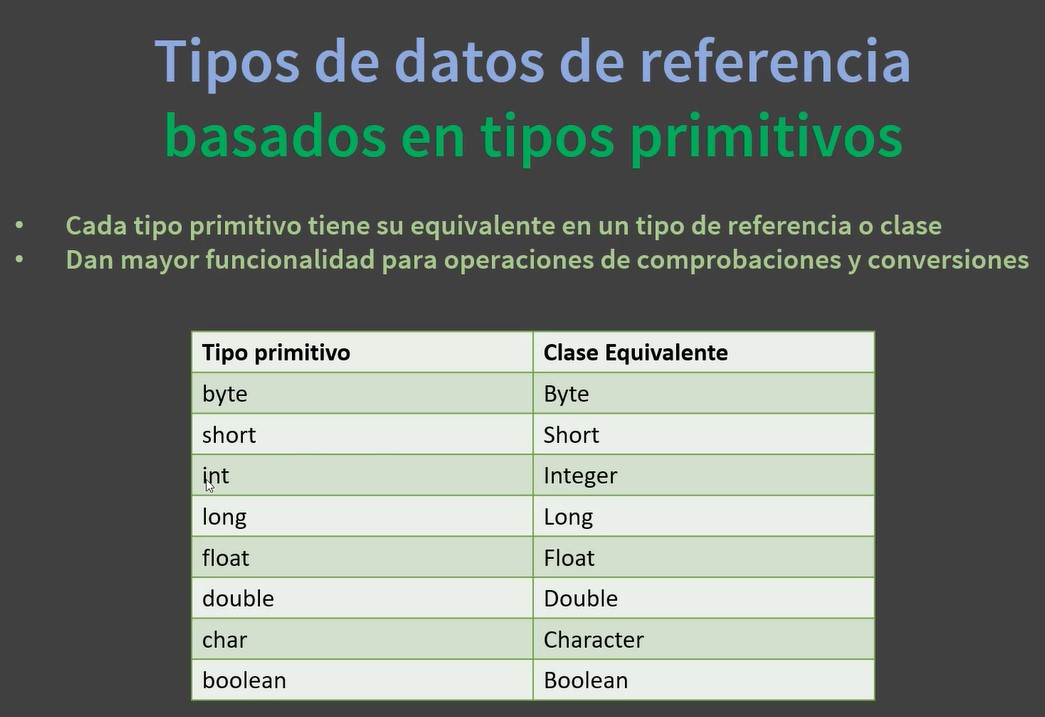 Tipos de datos de referencia
basados en tipos primitivos
• Cada tipo primitivo tiene su equivalente en un tipo de referencia o clase
• Dan mayor funcionalidad para operaciones de comprobaciones y conversiones
Tipo primitivo Clase Equivalente
byte Byte
short Short
int Integer
long Long
float Float
double Double
char Character
boolean Boolean